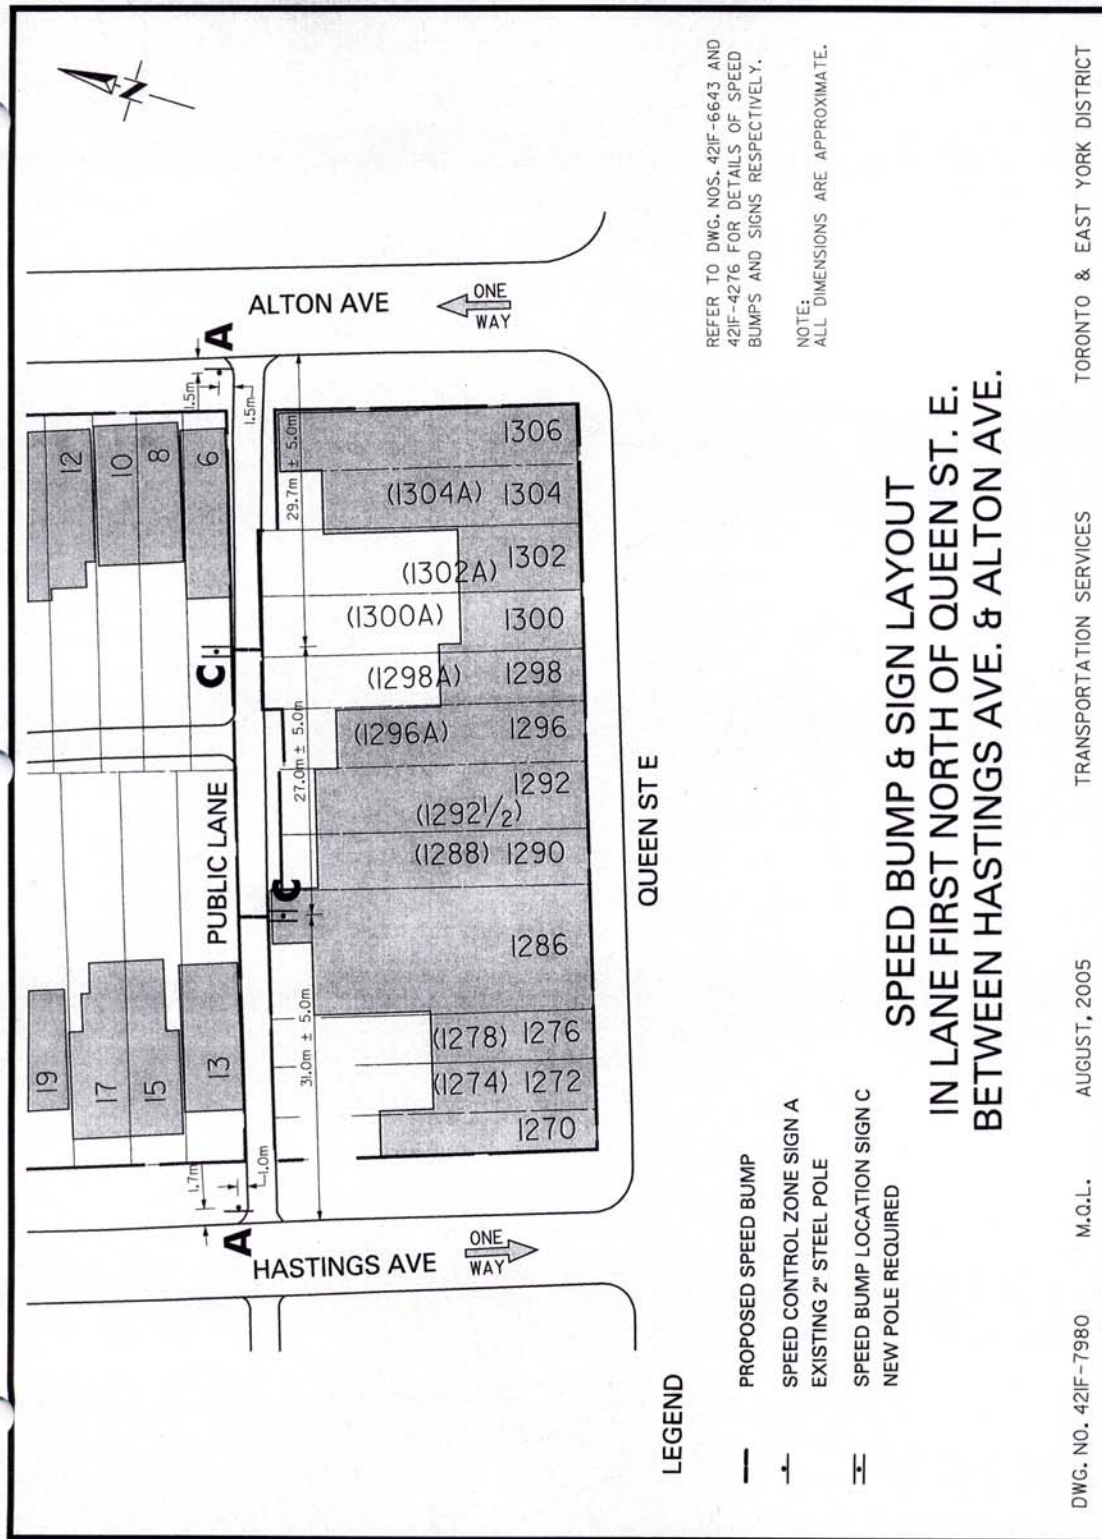 N
ALTON AVE
ONE
WAY
A
1.5m
1.5m
12
10
8
6
C
PUBLIC LANE
19
17
15
13
1.7m
1.0m
A
HASTINGS AVE
ONE
WAY
29.7m ± 5.0m
27.0m ± 5.0m
31.0m ± 5.0m
C
1306
(1304A) 1304
(1302A) 1302
(1300A) 1300
(1298A) 1298
(1296A) 1296
1292
(1292 1/2)
(1288) 1290
1286
(1278) 1276
(1274) 1272
1270
QUEEN ST E
REFER TO DWG. NOS. 421F-6643 AND
421F-4276 FOR DETAILS OF SPEED
BUMPS AND SIGNS RESPECTIVELY.
NOTE:
ALL DIMENSIONS ARE APPROXIMATE.
LEGEND
PROPOSED SPEED BUMP
SPEED CONTROL ZONE SIGN A
EXISTING 2" STEEL POLE
SPEED BUMP LOCATION SIGN C
NEW POLE REQUIRED
SPEED BUMP & SIGN LAYOUT
IN LANE FIRST NORTH OF QUEEN ST. E.
BETWEEN HASTINGS AVE. & ALTON AVE.
DWG. NO. 421F-7980 M.Q.L. AUGUST, 2005 TRANSPORTATION SERVICES TORONTO & EAST YORK DISTRICT